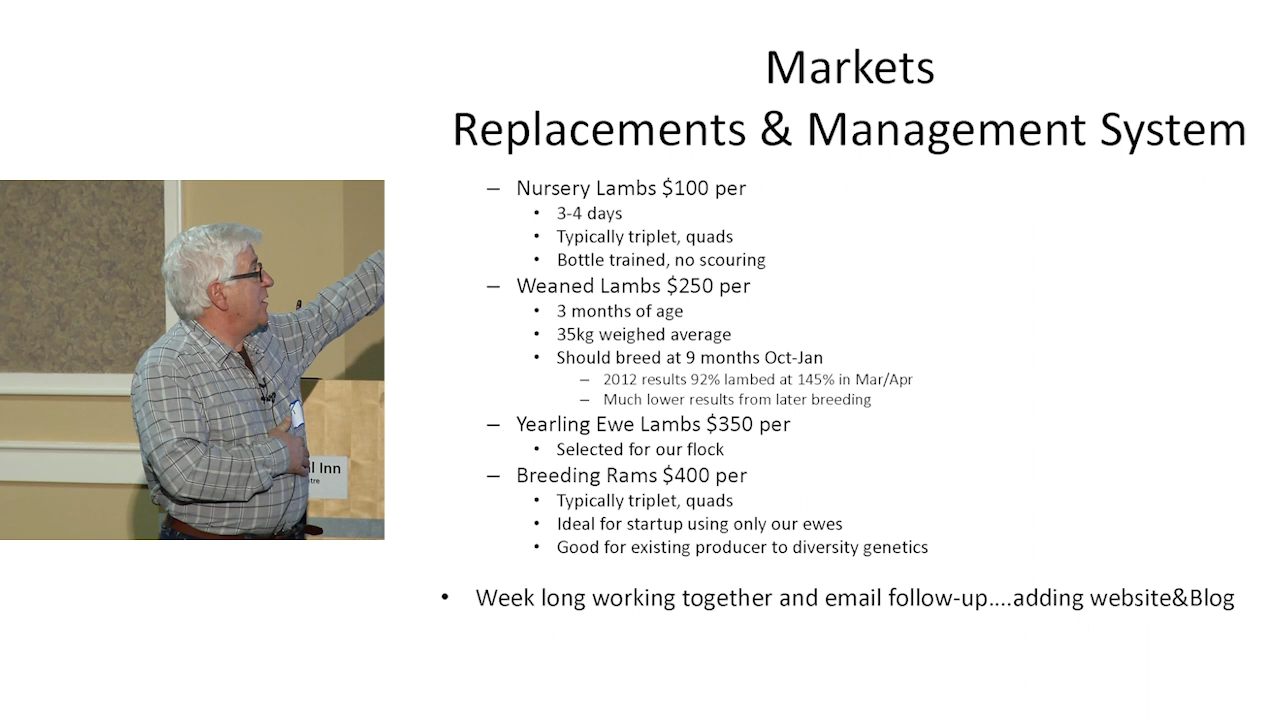 Markets
Replacements & Management System
– Nursery Lambs $100 per
• 3-4 days
• Typically triplet, quads
• Bottle trained, no scouring
– Weaned Lambs $250 per
• 3 months of age
• 35kg weighed average
• Should breed at 9 months Oct-Jan
– 2012 results 92% lambed at 145% in Mar/Apr
– Much lower results from later breeding
– Yearling Ewe Lambs $350 per
• Selected for our flock
– Breeding Rams $400 per
• Typically triplet, quads
• Ideal for startup using only our ewes
• Good for existing producer to diversity genetics
• Week long working together and email follow-up....adding website&Blog
Inn